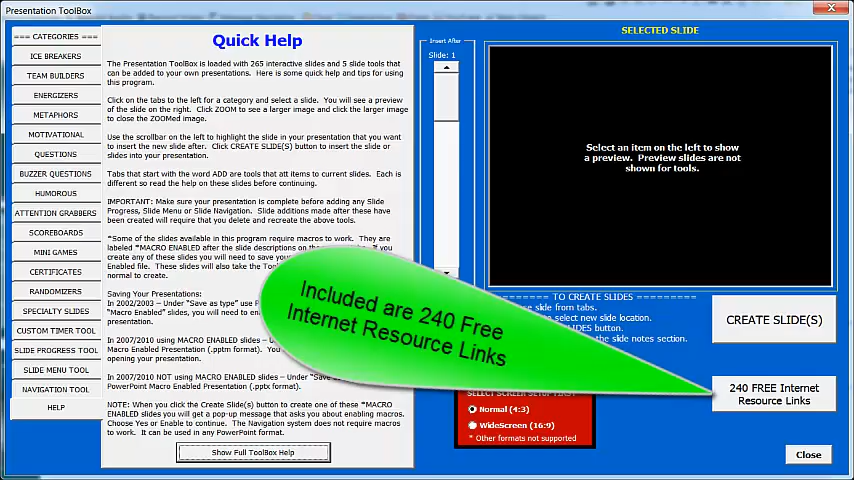 Presentation ToolBox
=== CATEGORIES ===
ICE BREAKERS
TEAM BUILDERS
ENERGIZERS
METAPHORS
MOTIVATIONAL
QUESTIONS
BUZZER QUESTIONS
HUMOROUS
ATTENTION GRABBERS
SCOREBOARDS
MINI GAMES
CERTIFICATES
RANDOMIZERS
SPECIALTY SLIDES
CUSTOM TIMER TOOL
SLIDE PROGRESS TOOL
SLIDE MENU TOOL
NAVIGATION TOOL
HELP
Quick Help
The Presentation ToolBox is loaded with 265 interactive slides and 5 slide tools that
can be added to your own presentations. Here is some quick help and tips for using
this program.
Click on the tabs to the left for a category and select a slide. You will see a preview
of the slide on the right. Click ZOOM to see a larger image and click the larger image
to close the ZOOMed image.
Use the scrollbar on the left to highlight the slide in your presentation that you want
to insert the new slide after. Click CREATE SLIDE(S) button to insert the slide or
slides into your presentation.
Tabs that start with the word ADD are tools that att items to current slides. Each is
different so read the help on these slides before continuing.
IMPORTANT: Make sure your presentation is complete before adding any Slide
Progress, Slide Menu or Slide Navigation. Slide additions made after these have
been created will require that you delete and recreate the above tools.
*Some of the slides available in this program require macros to work. They are
labeled *MACRO ENABLED after the slide descriptions on the If you
create any of these slides you will need to save your
Enabled file. These slides will also take the
normal to create.
Saving Your Presentations:
In 2002/2003 – Under "Save as type" use
"Macro Enabled" slides, you will need to
presentation.
In 2007/2010 using MACRO ENABLED slides –
Enabled Presentation (.pptm format). You
opening your presentation.
In 2007/2010 NOT using MACRO ENABLED slides – Under "Save
PowerPoint Macro Enabled Presentation (.pptx format).
NOTE: When you click the Create Slide(s) button to create one of these *MACRO
ENABLED slides you will get a pop-up message that asks you about enabling macros.
Choose Yes or Enable to continue. The Navigation system does not require macros
to work. It can be used in any PowerPoint format.
Show Full ToolBox Help
Insert After
Slide: 1
SELECTED SLIDE
Select an item on the left to show
a preview. Preview slides are not
shown for tools.
TO CREATE SLIDES
from tabs.
select new slide location.
SLIDES button.
the slide notes section.
CREATE SLIDE(S)
Included are 240 Free
Internet Resource Links
240 FREE Internet
Resource Links
SELECT SCREEN SETUP FIRST
Normal (4:3)
WideScreen (16:9)
* Other formats not supported
Close